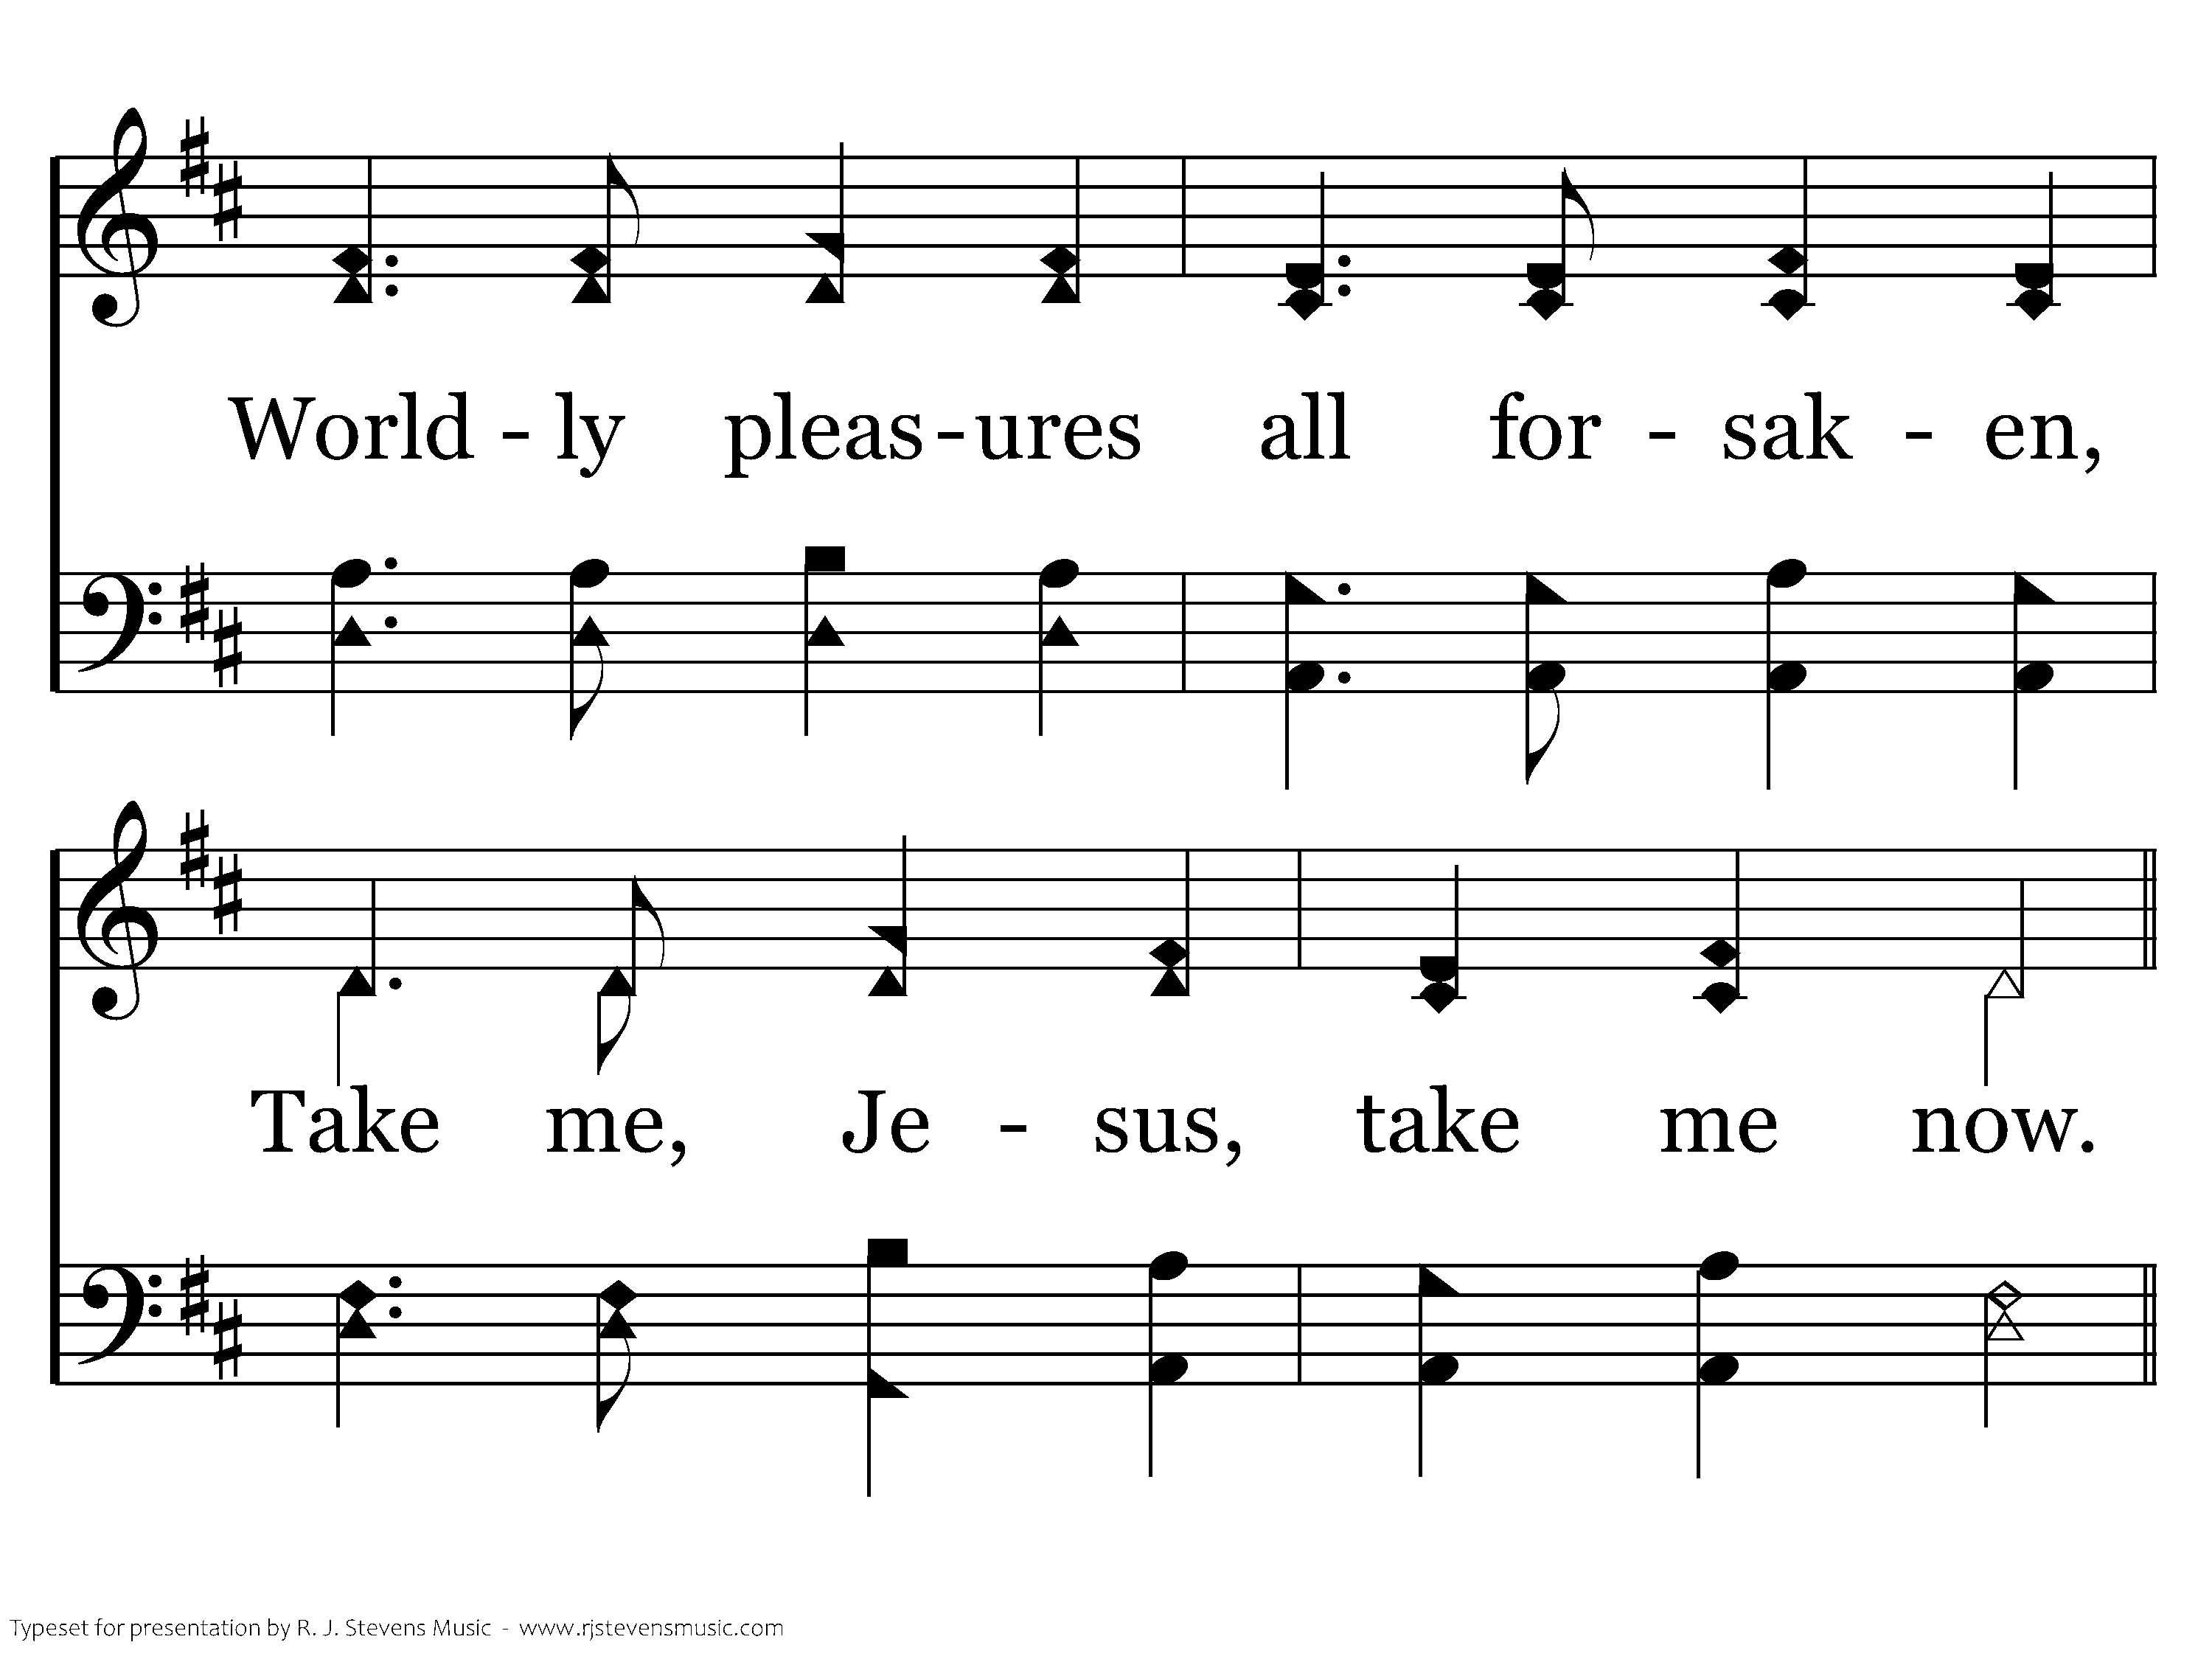 World - ly pleas - ures all for - sak - en,
Take me, Je - sus, take me now.
Typeset for presentation by R. J. Stevens Music - www.rjstevensmusic.com